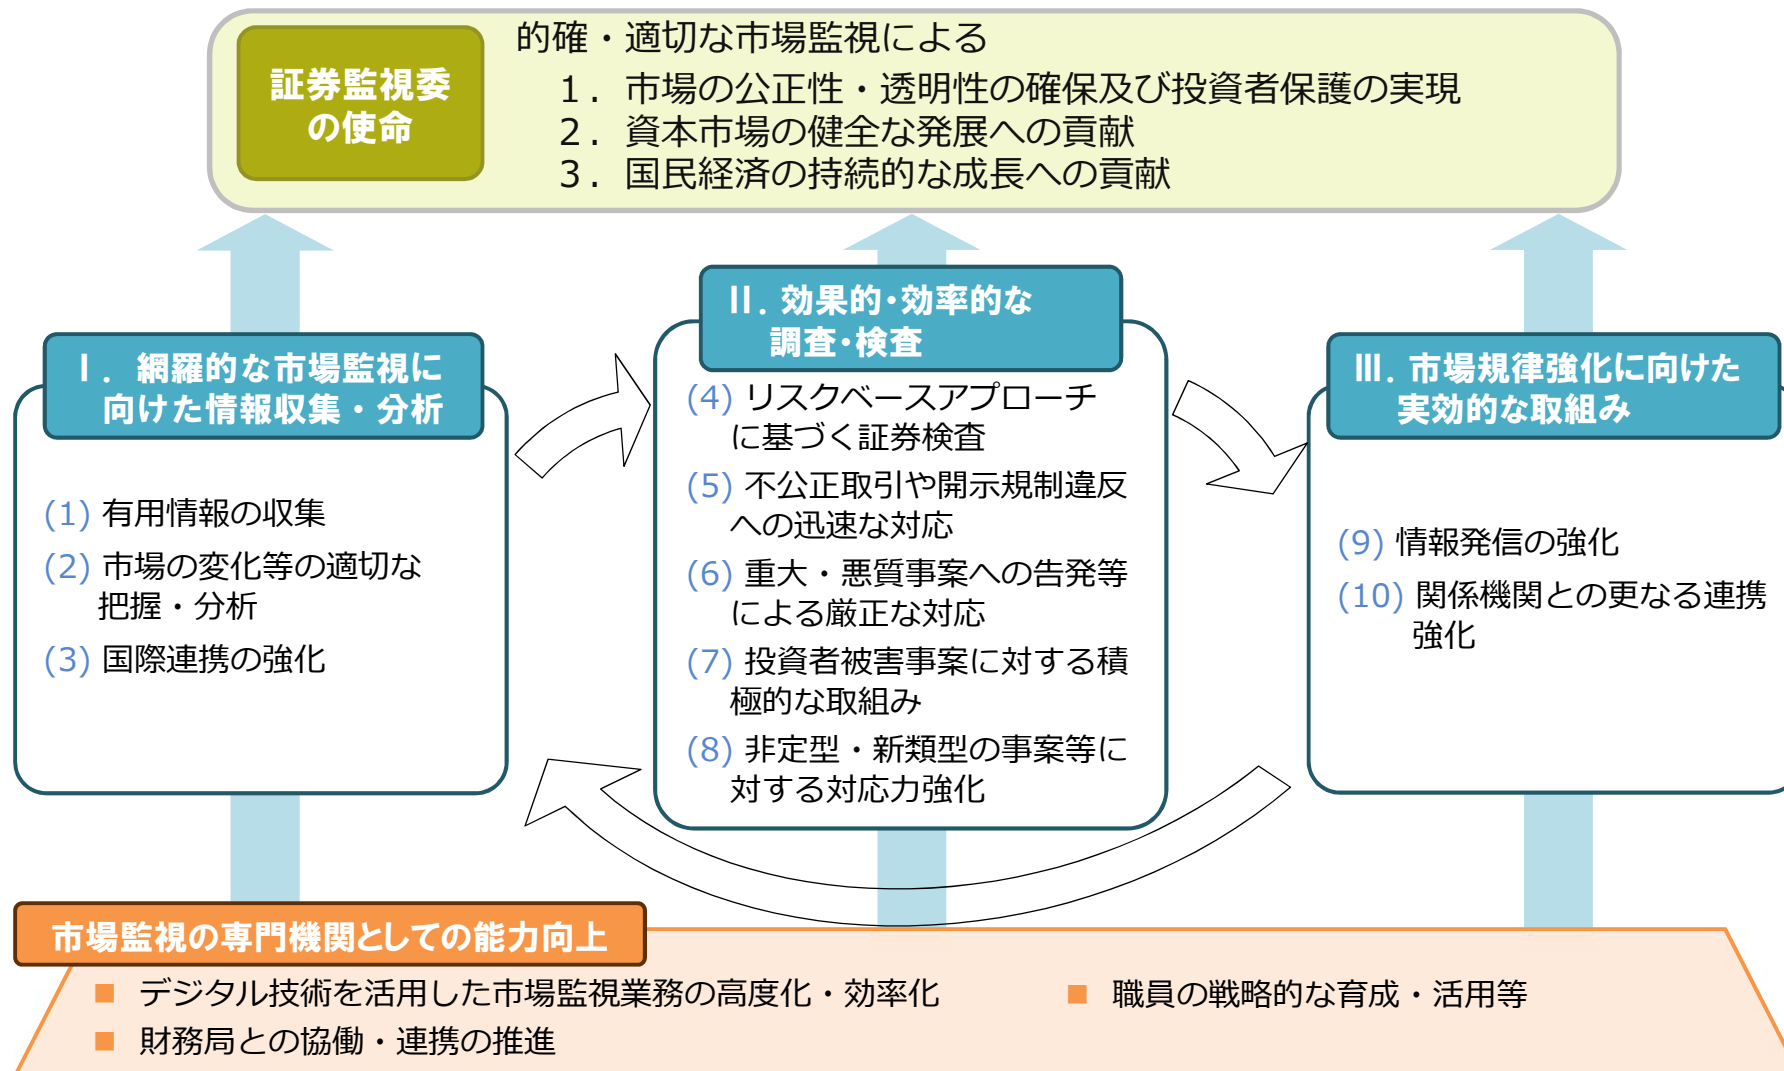 証券監視委
の使命
的確・適切な市場監視による
１．市場の公正性・透明性の確保及び投資者保護の実現
２．資本市場の健全な発展への貢献
３．国民経済の持続的な成長への貢献
Ⅰ．網羅的な市場監視に
向けた情報収集・分析
(1) 有用情報の収集
(2) 市場の変化等の適切な
把握・分析
(3) 国際連携の強化
Ⅱ．効果的・効率的な
調査・検査
(4) リスクベースアプローチ
に基づく証券検査
(5) 不公正取引や開示規制違反
への迅速な対応
(6) 重大・悪質事案への告発等
による厳正な対応
(7) 投資者被害事案に対する積
極的な取組み
(8) 非定型・新類型の事案等に
対する対応力強化
Ⅲ．市場規律強化に向けた
実効的な取組み
(9) 情報発信の強化
(10) 関係機関との更なる連携
強化
市場監視の専門機関としての能力向上
■ デジタル技術を活用した市場監視業務の高度化・効率化
■ 職員の戦略的な育成・活用等
■ 財務局との協働・連携の推進